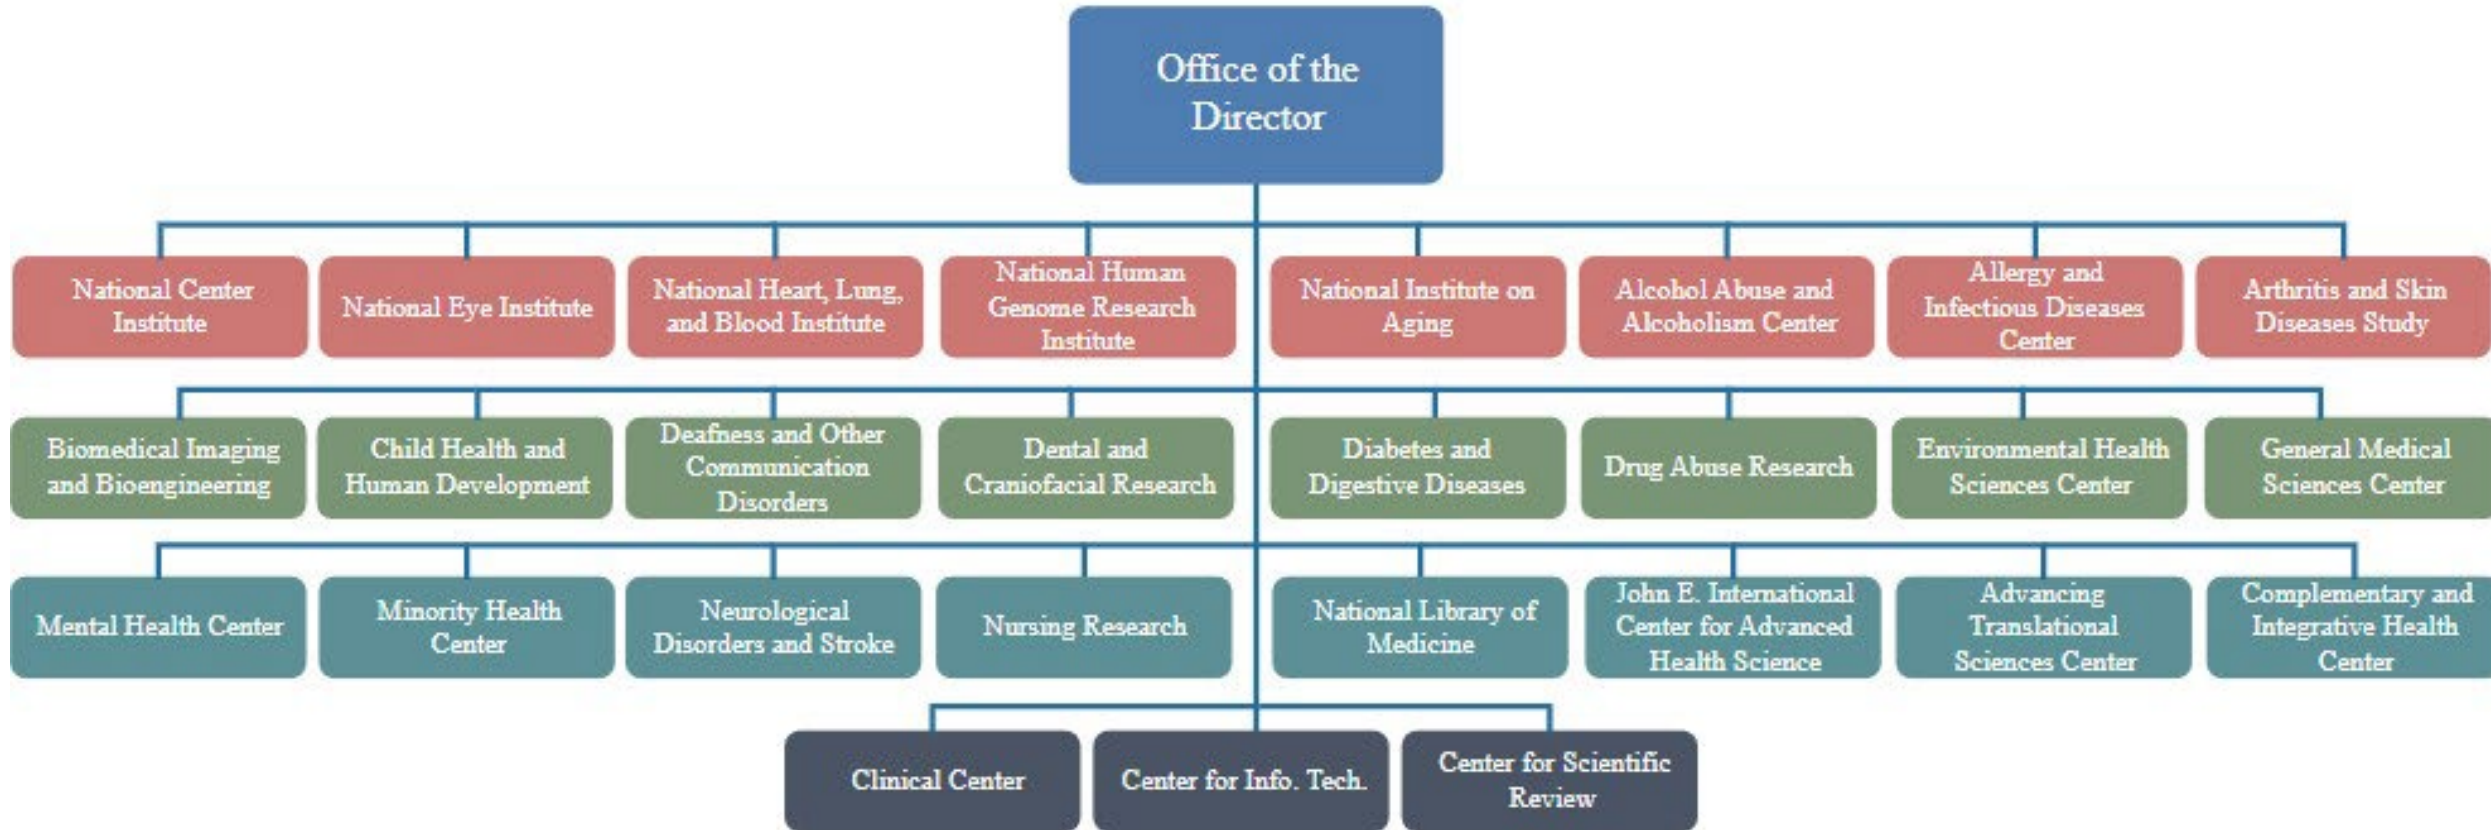 Office of the
Director
National Center
Institute
National Eye Institute
National Heart, Lung,
and Blood Institute
National Human
Genome Research
Institute
National Institute on
Aging
Alcohol Abuse and
Alcoholism Center
Allergy and
Infectious Diseases
Center
Arthritis and Skin
Diseases Study
Biomedical Imaging
and Bioengineering
Child Health and
Human Development
Deafness and Other
Communication
Disorders
Dental and
Craniofacial Research
Diabetes and
Digestive Diseases
Drug Abuse Research
Environmental Health
Sciences Center
General Medical
Sciences Center
Mental Health Center
Minority Health
Center
Neurological
Disorders and Stroke
Nursing Research
National Library of
Medicine
John E. International
Center for Advanced
Health Science
Advancing
Translational
Sciences Center
Complementary and
Integrative Health
Center
Clinical Center
Center for Info. Tech.
Center for Scientific
Review